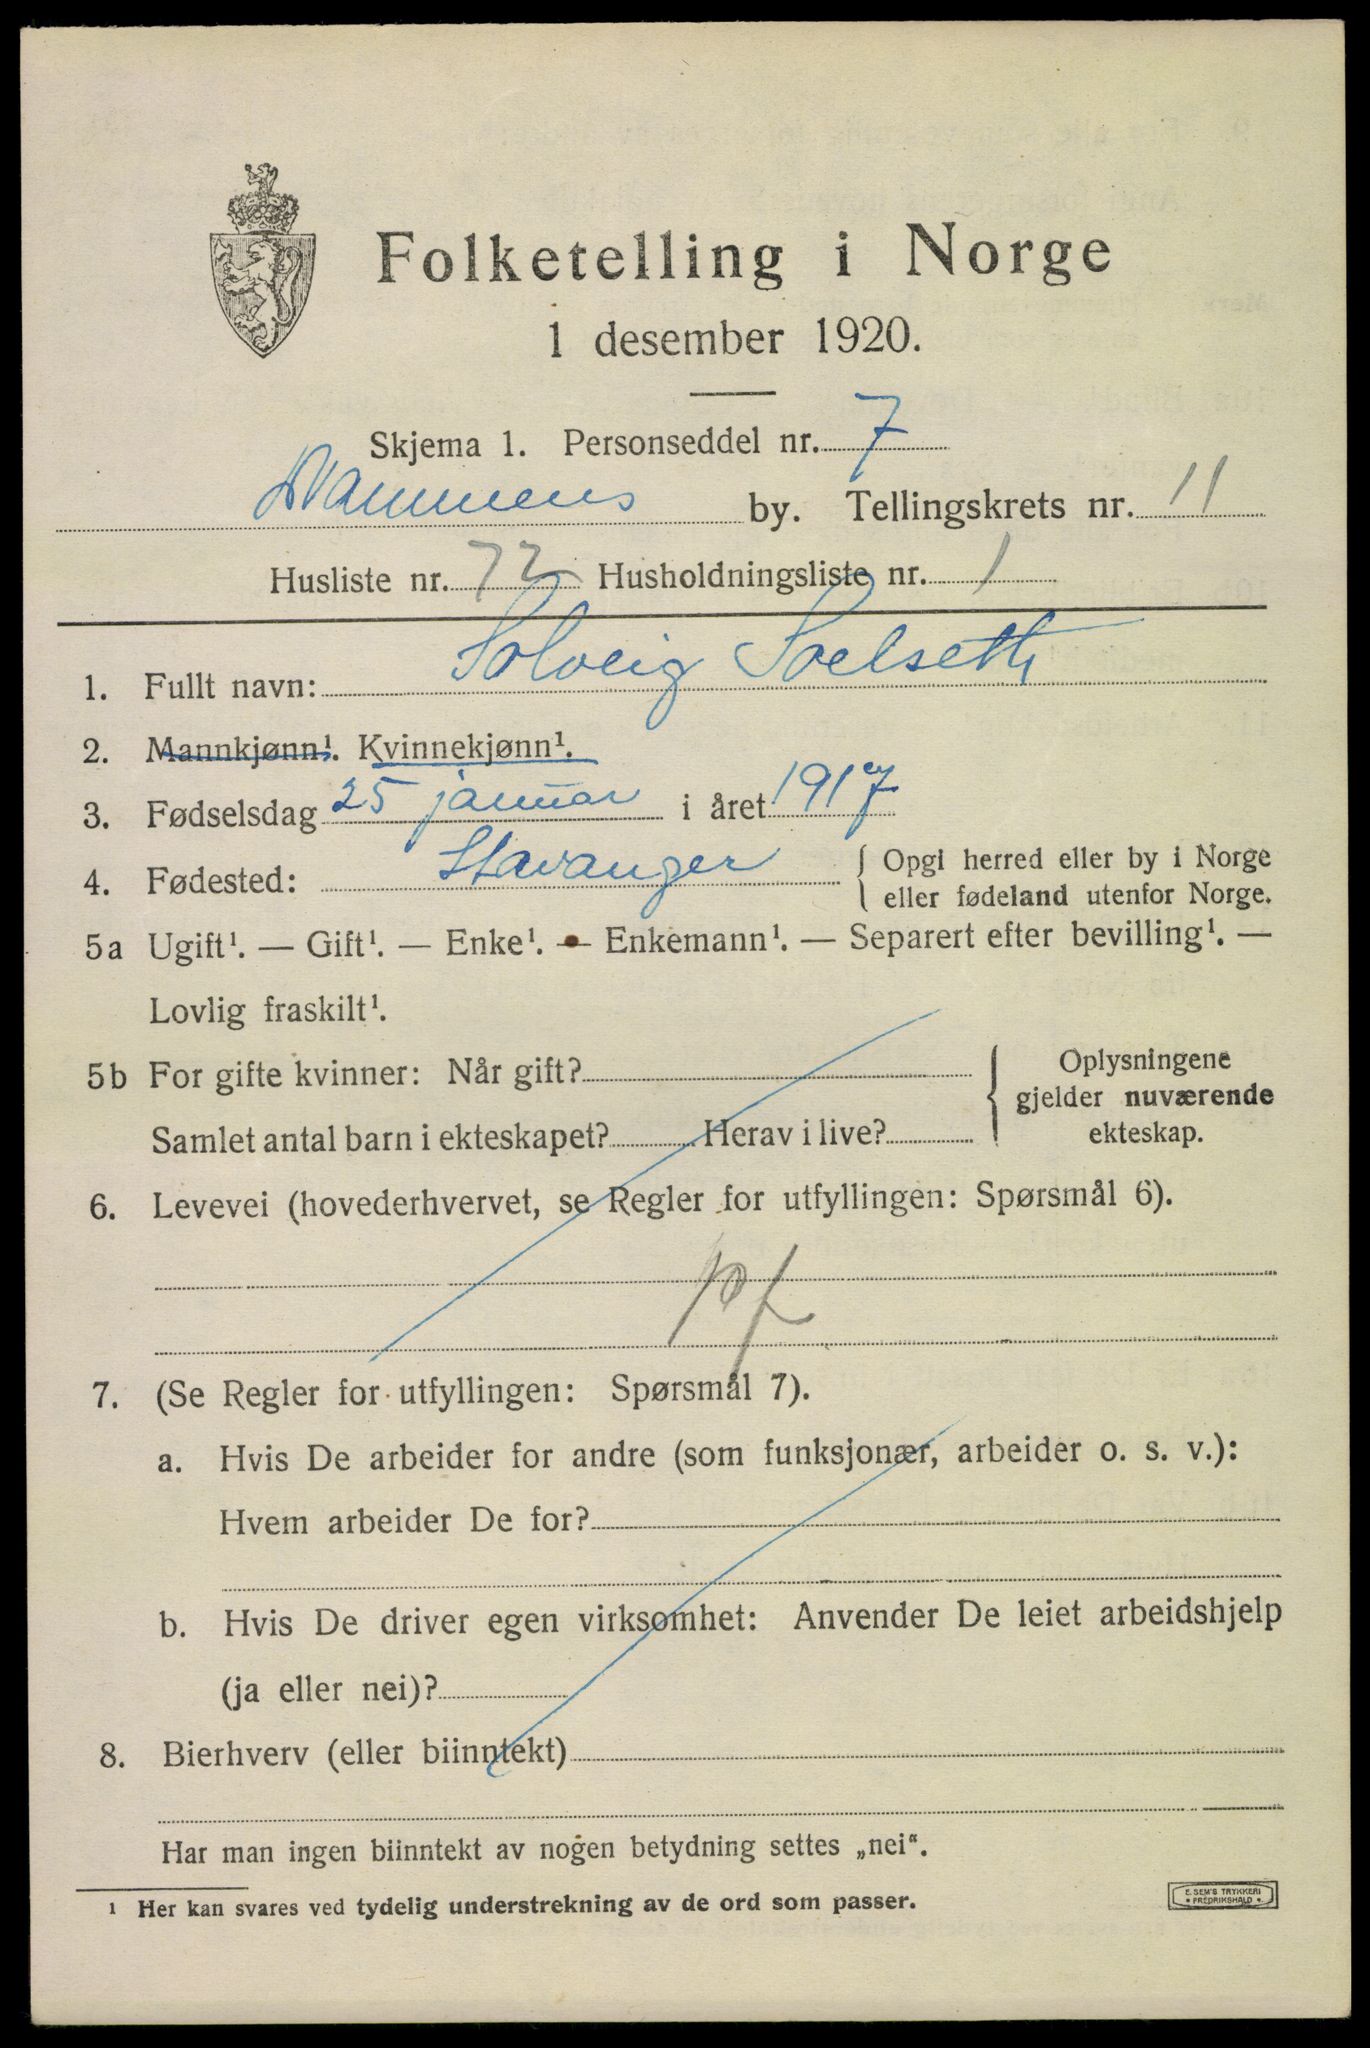 Folketelling i Norge
1 desember 1920.
Skjema 1. Personseddel nr. 7
Drammens by. Tellingskrets nr. 11
Husliste nr. 72 Husholdningsliste nr. 1
1. Fullt navn: Solveig Soelseth
2. Mannkjønn¹. Kvinnekjønn¹.
3. Fødselsdag 25 januar i året 1917
4. Fødested: Stavanger { Opgi herred eller by i Norge
eller fødeland utenfor Norge.
5a Ugift¹. — Gift¹. — Enke¹. — Enkemann¹. — Separert efter bevilling¹. —
Lovlig fraskilt¹.
5b For gifte kvinner: Når gift?
Samlet antal barn i ekteskapet? Herav i live?
{ Oplysningene
gjelder nuværende
ekteskap.
6. Levevei (hovederhvervet, se Regler for utfyllingen: Spørsmål 6).
7. (Se Regler for utfyllingen: Spørsmål 7).
a. Hvis De arbeider for andre (som funksjonær, arbeider o. s. v.):
Hvem arbeider De for?
b. Hvis De driver egen virksomhet: Anvender De leiet arbeidshjelp
(ja eller nei)?
8. Bierhverv (eller biinntekt)
Har man ingen biinntekt av nogen betydning settes „nei“.
¹ Her kan svares ved tydelig understrekning av de ord som passer.
E. SEM'S TRYKKERI
• FREDRIKSHALD •